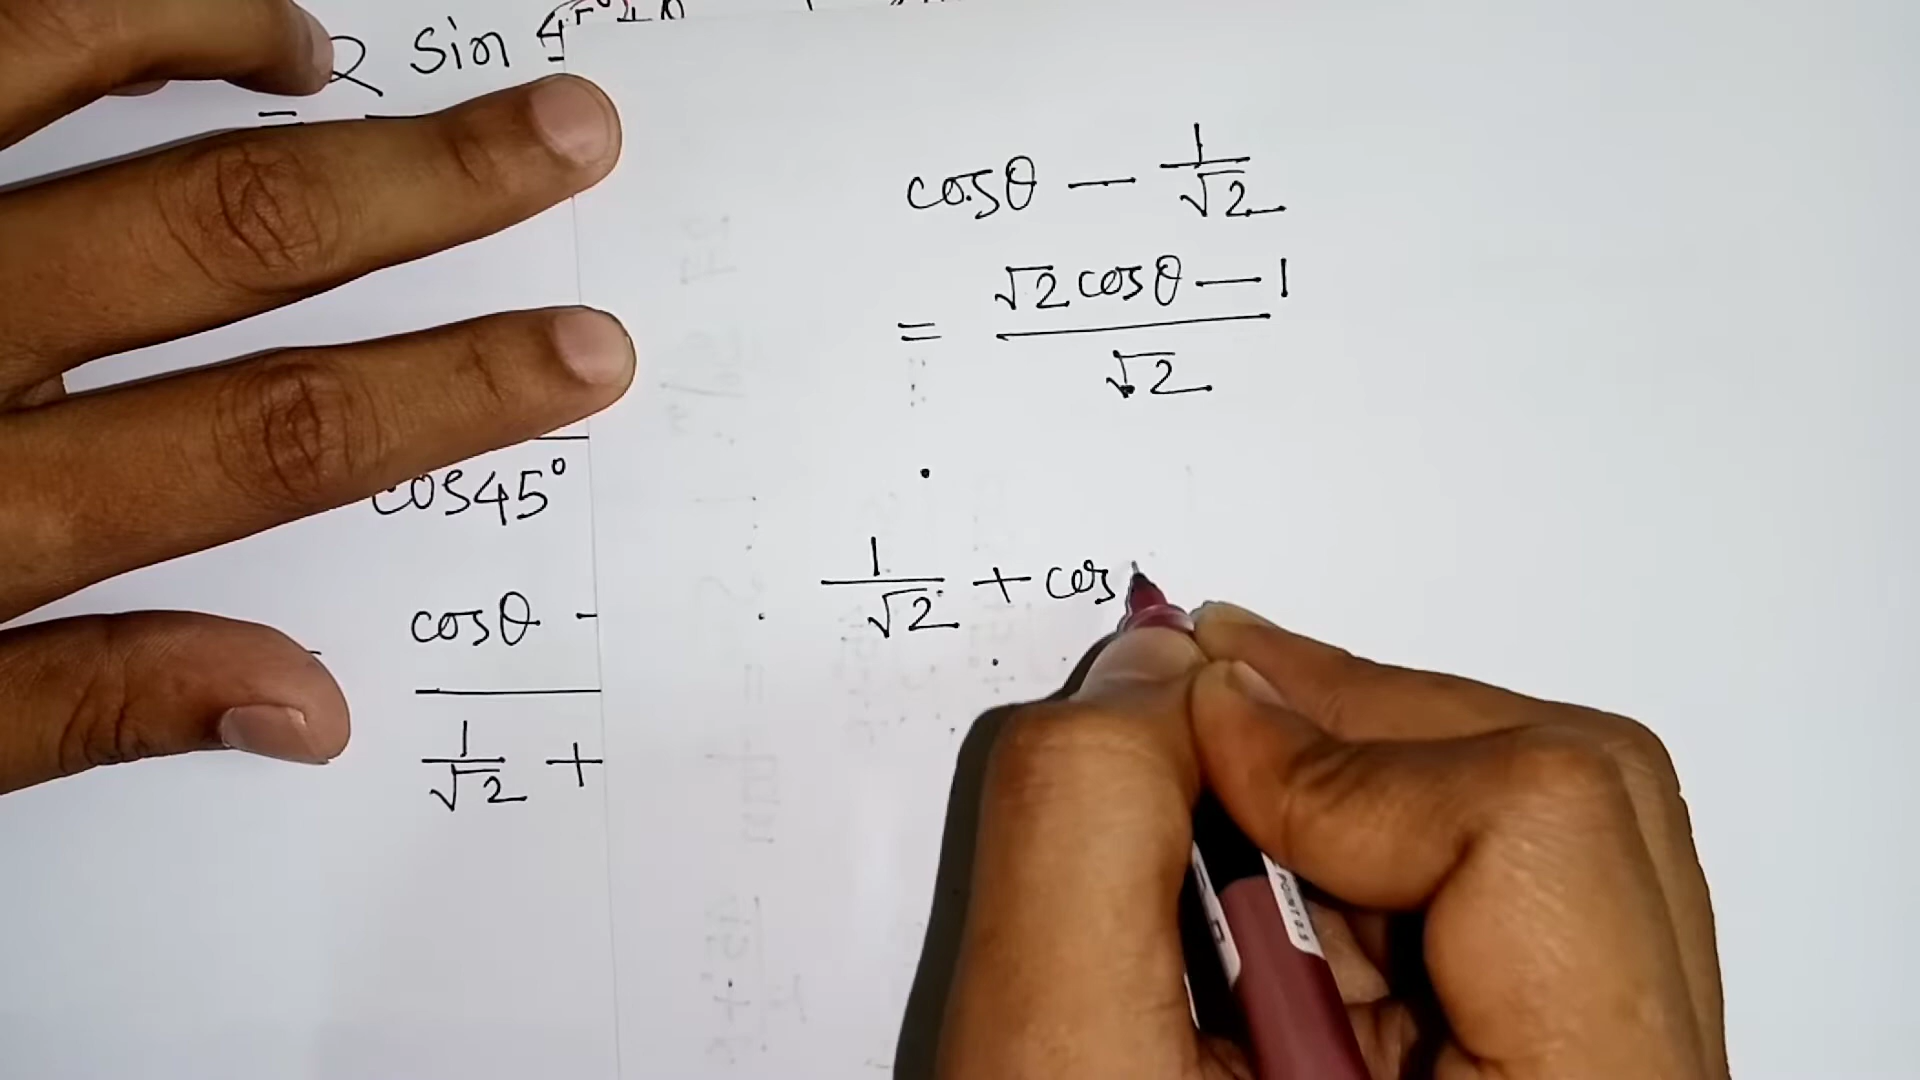 2 sin
=
cosθ - 1/√2
= (√2 cosθ - 1)/√2
cos45°
cosθ -
1/√2 +
1/√2 + cos